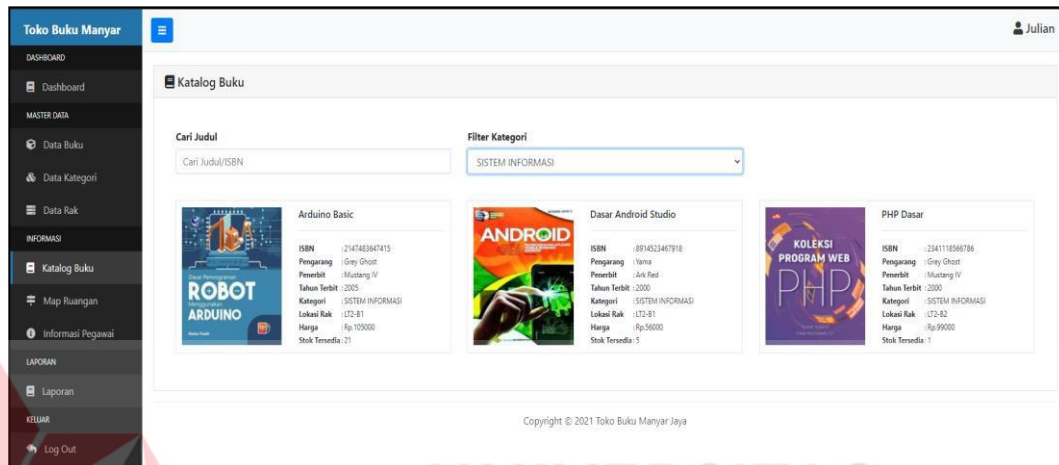 Toko Buku Manyar
Julian
DASHBOARD
Dashboard
MASTER DATA
Data Buku
Data Kategori
Data Rak
INFORMASI
Katalog Buku
Map Ruangan
Informasi Pegawai
LAPORAN
Laporan
KELUAR
Log Out
Katalog Buku
Cari Judul
Cari Judul/ISBN
Filter Kategori
SISTEM INFORMASI
Dasar Pemrograman
ROBOT
Menggunakan
ARDUINO
Arduino Basic
ISBN :2147483647415
Pengarang :Grey Ghost
Penerbit :Mustang IV
Tahun Terbit :2005
Kategori :SISTEM INFORMASI
Lokasi Rak :LT2-B1
Harga :Rp.105000
Stok Tersedia :21
ANDROID
Dasar Android Studio
ISBN :8914523467918
Pengarang :Yama
Penerbit :Ark Red
Tahun Terbit :2000
Kategori :SISTEM INFORMASI
Lokasi Rak :LT2-B1
Harga :Rp.56000
Stok Tersedia :5
KOLEKSI
PROGRAM WEB
PHP
PHP Dasar
ISBN :2341118566786
Pengarang :Grey Ghost
Penerbit :Mustang IV
Tahun Terbit :2000
Kategori :SISTEM INFORMASI
Lokasi Rak :LT2-B2
Harga :Rp.99000
Stok Tersedia :1
Copyright © 2021 Toko Buku Manyar Jaya